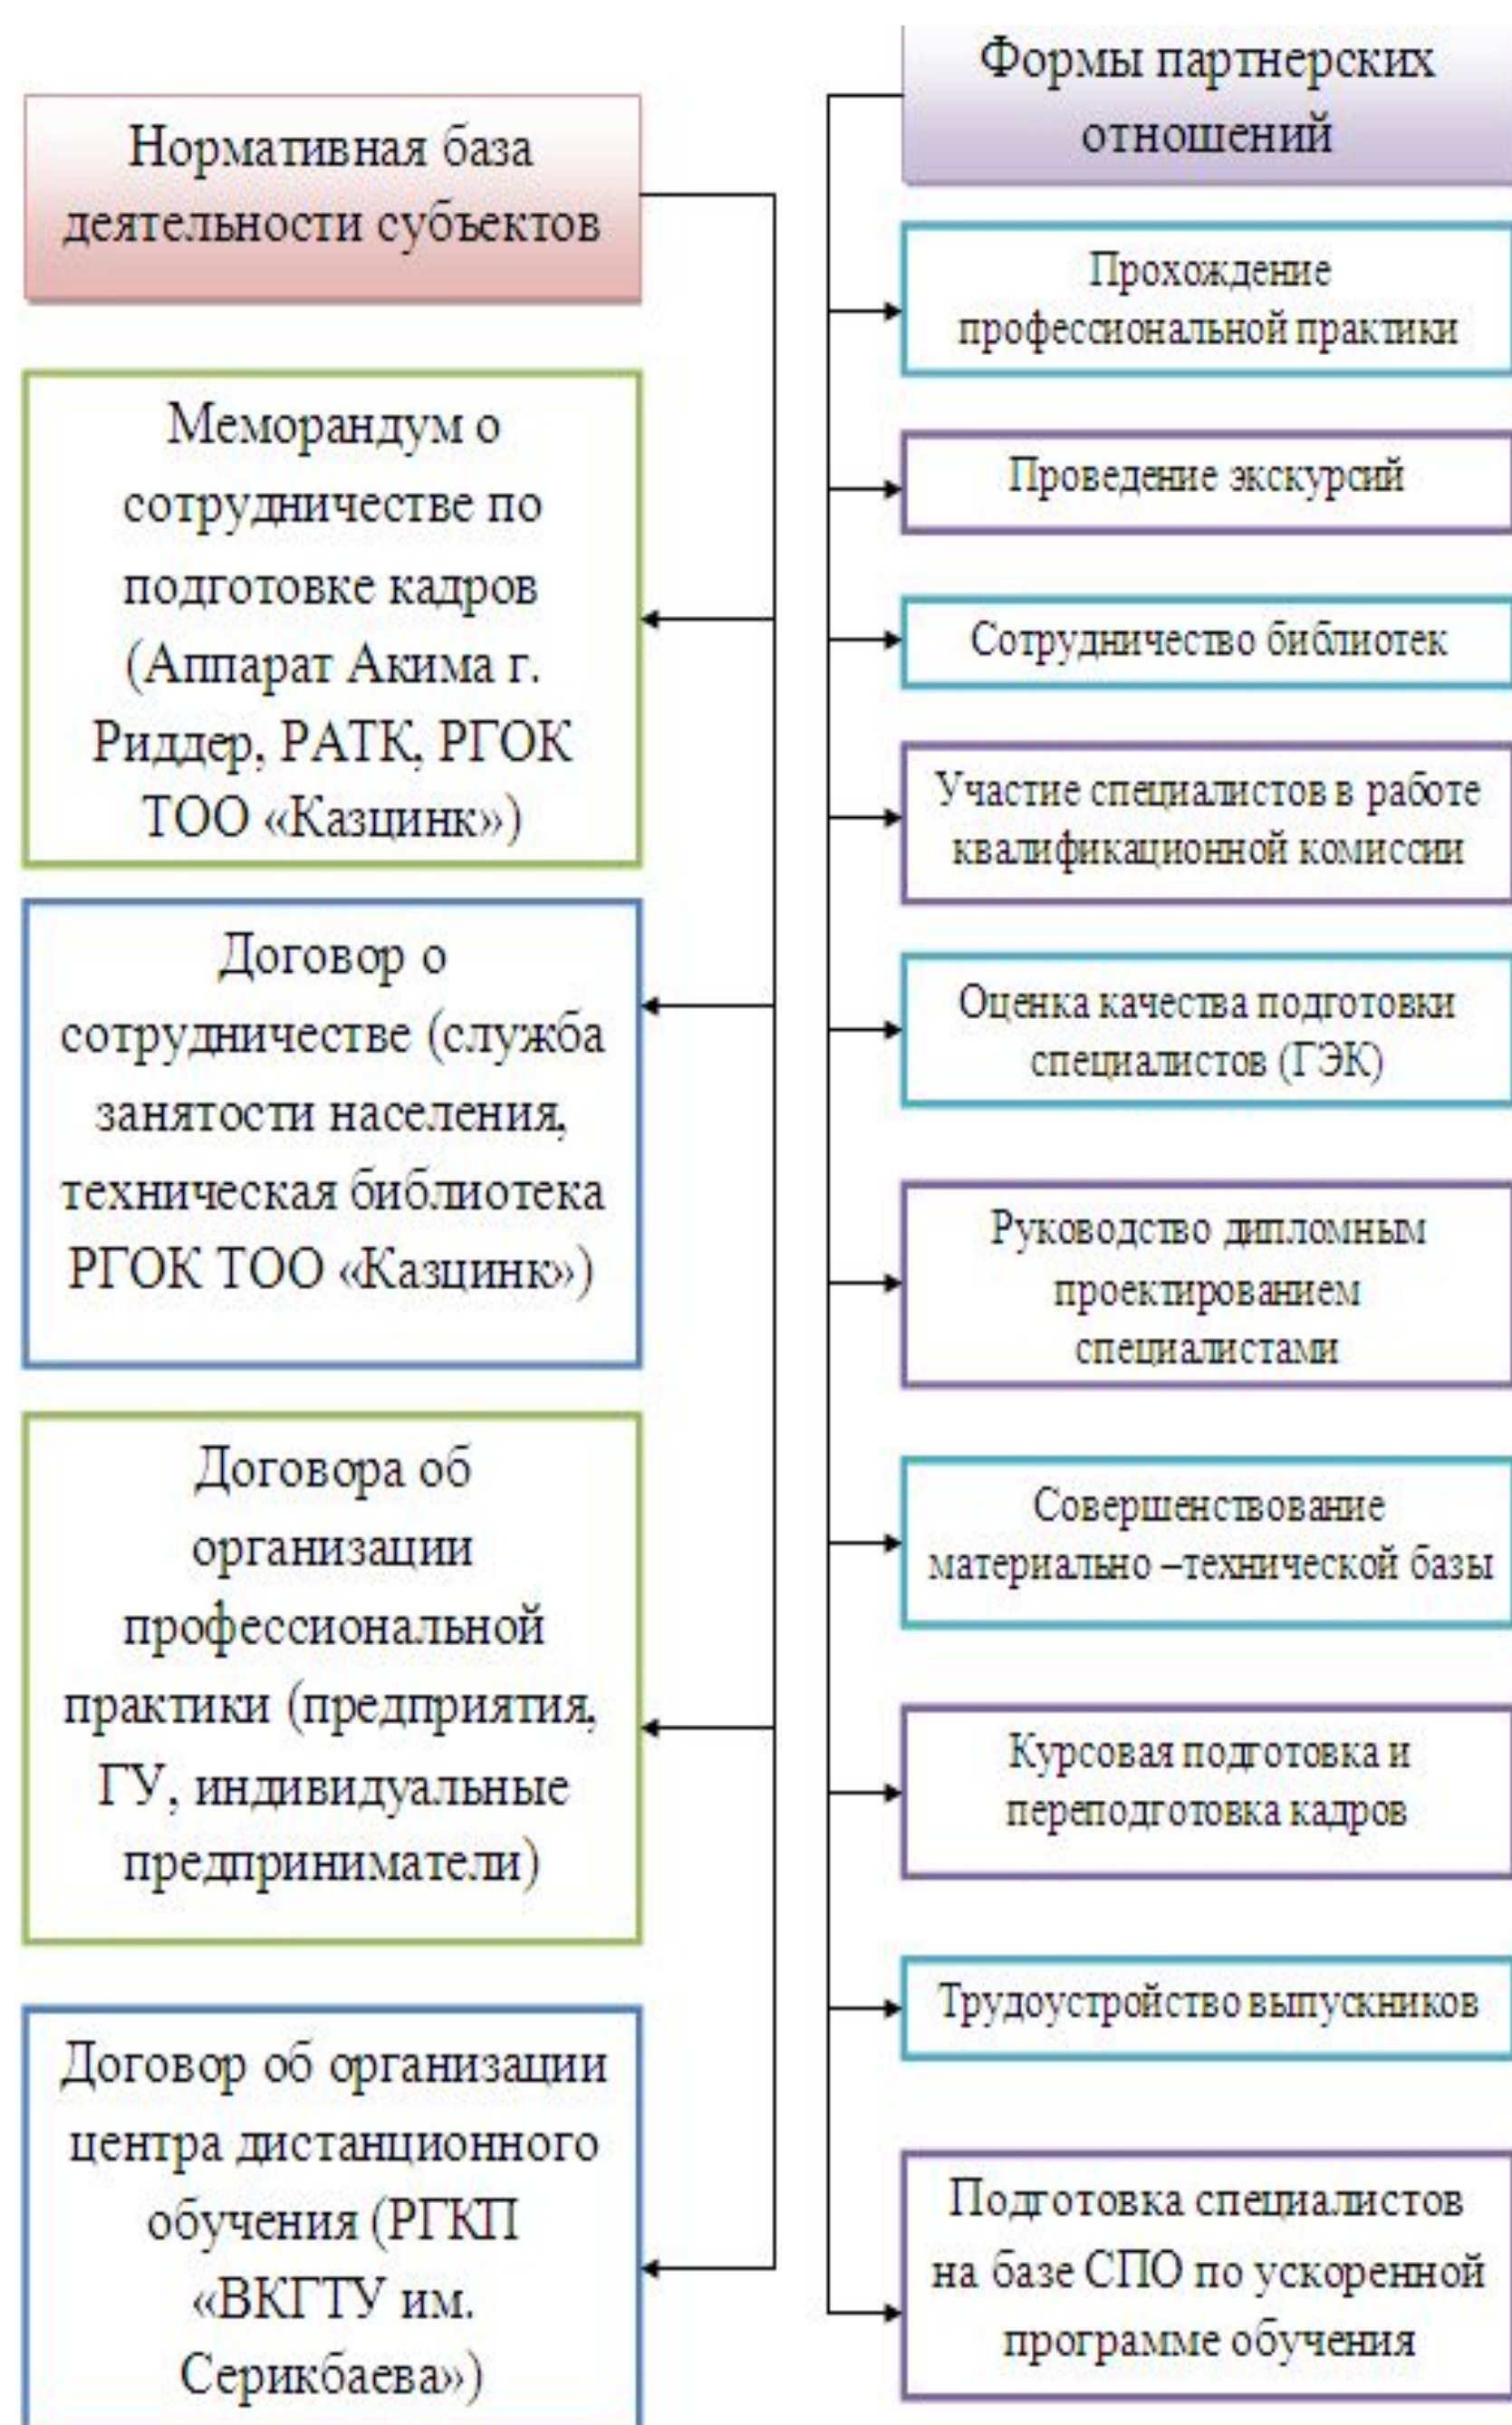 Нормативная база
деятельности субъектов
Меморандум о
сотрудничестве по
подготовке кадров
(Аппарат Акима г.
Риддер, РАТК, РГОК
ТОО «Казцинк»)
Договор о
сотрудничестве (служба
занятости населения,
техническая библиотека
РГОК ТОО «Казцинк»)
Договора об
организации
профессиональной
практики (предприятия,
ГУ, индивидуальные
предприниматели)
Договор об организации
центра дистанционного
обучения (РГКП
«ВКГТУ им.
Серикбаева»)
Формы партнерских
отношений
Прохождение
профессиональной практики
Проведение экскурсий
Сотрудничество библиотек
Участие специалистов в работе
квалификационной комиссии
Оценка качества подготовки
специалистов (ГЭК)
Руководство дипломным
проектированием
специалистами
Совершенствование
материально –технической базы
Курсовая подготовка и
переподготовка кадров
Трудоустройство выпускников
Подготовка специалистов
на базе СПО по ускоренной
программе обучения